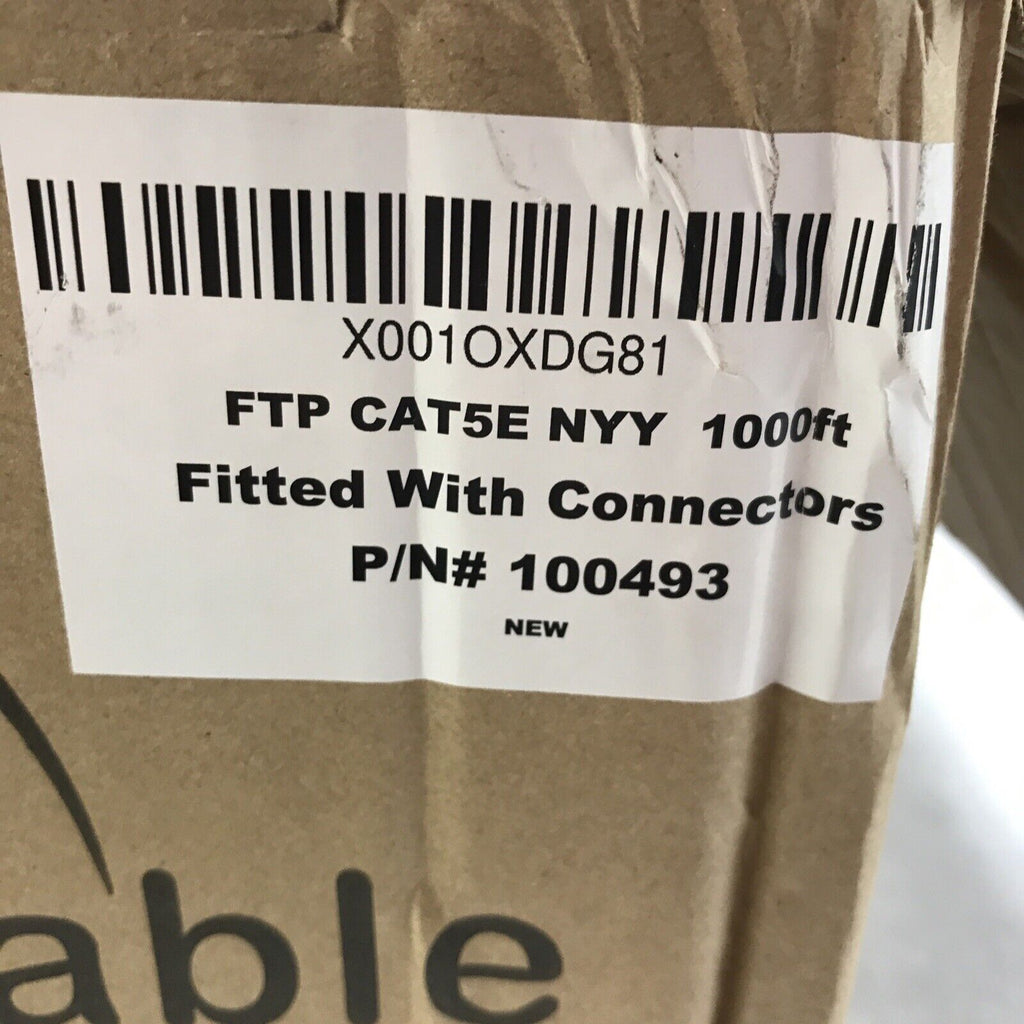 X001OXDG81
FTP CAT5E NYY 1000ft
Fitted With Connectors
P/N# 100493
NEW
able